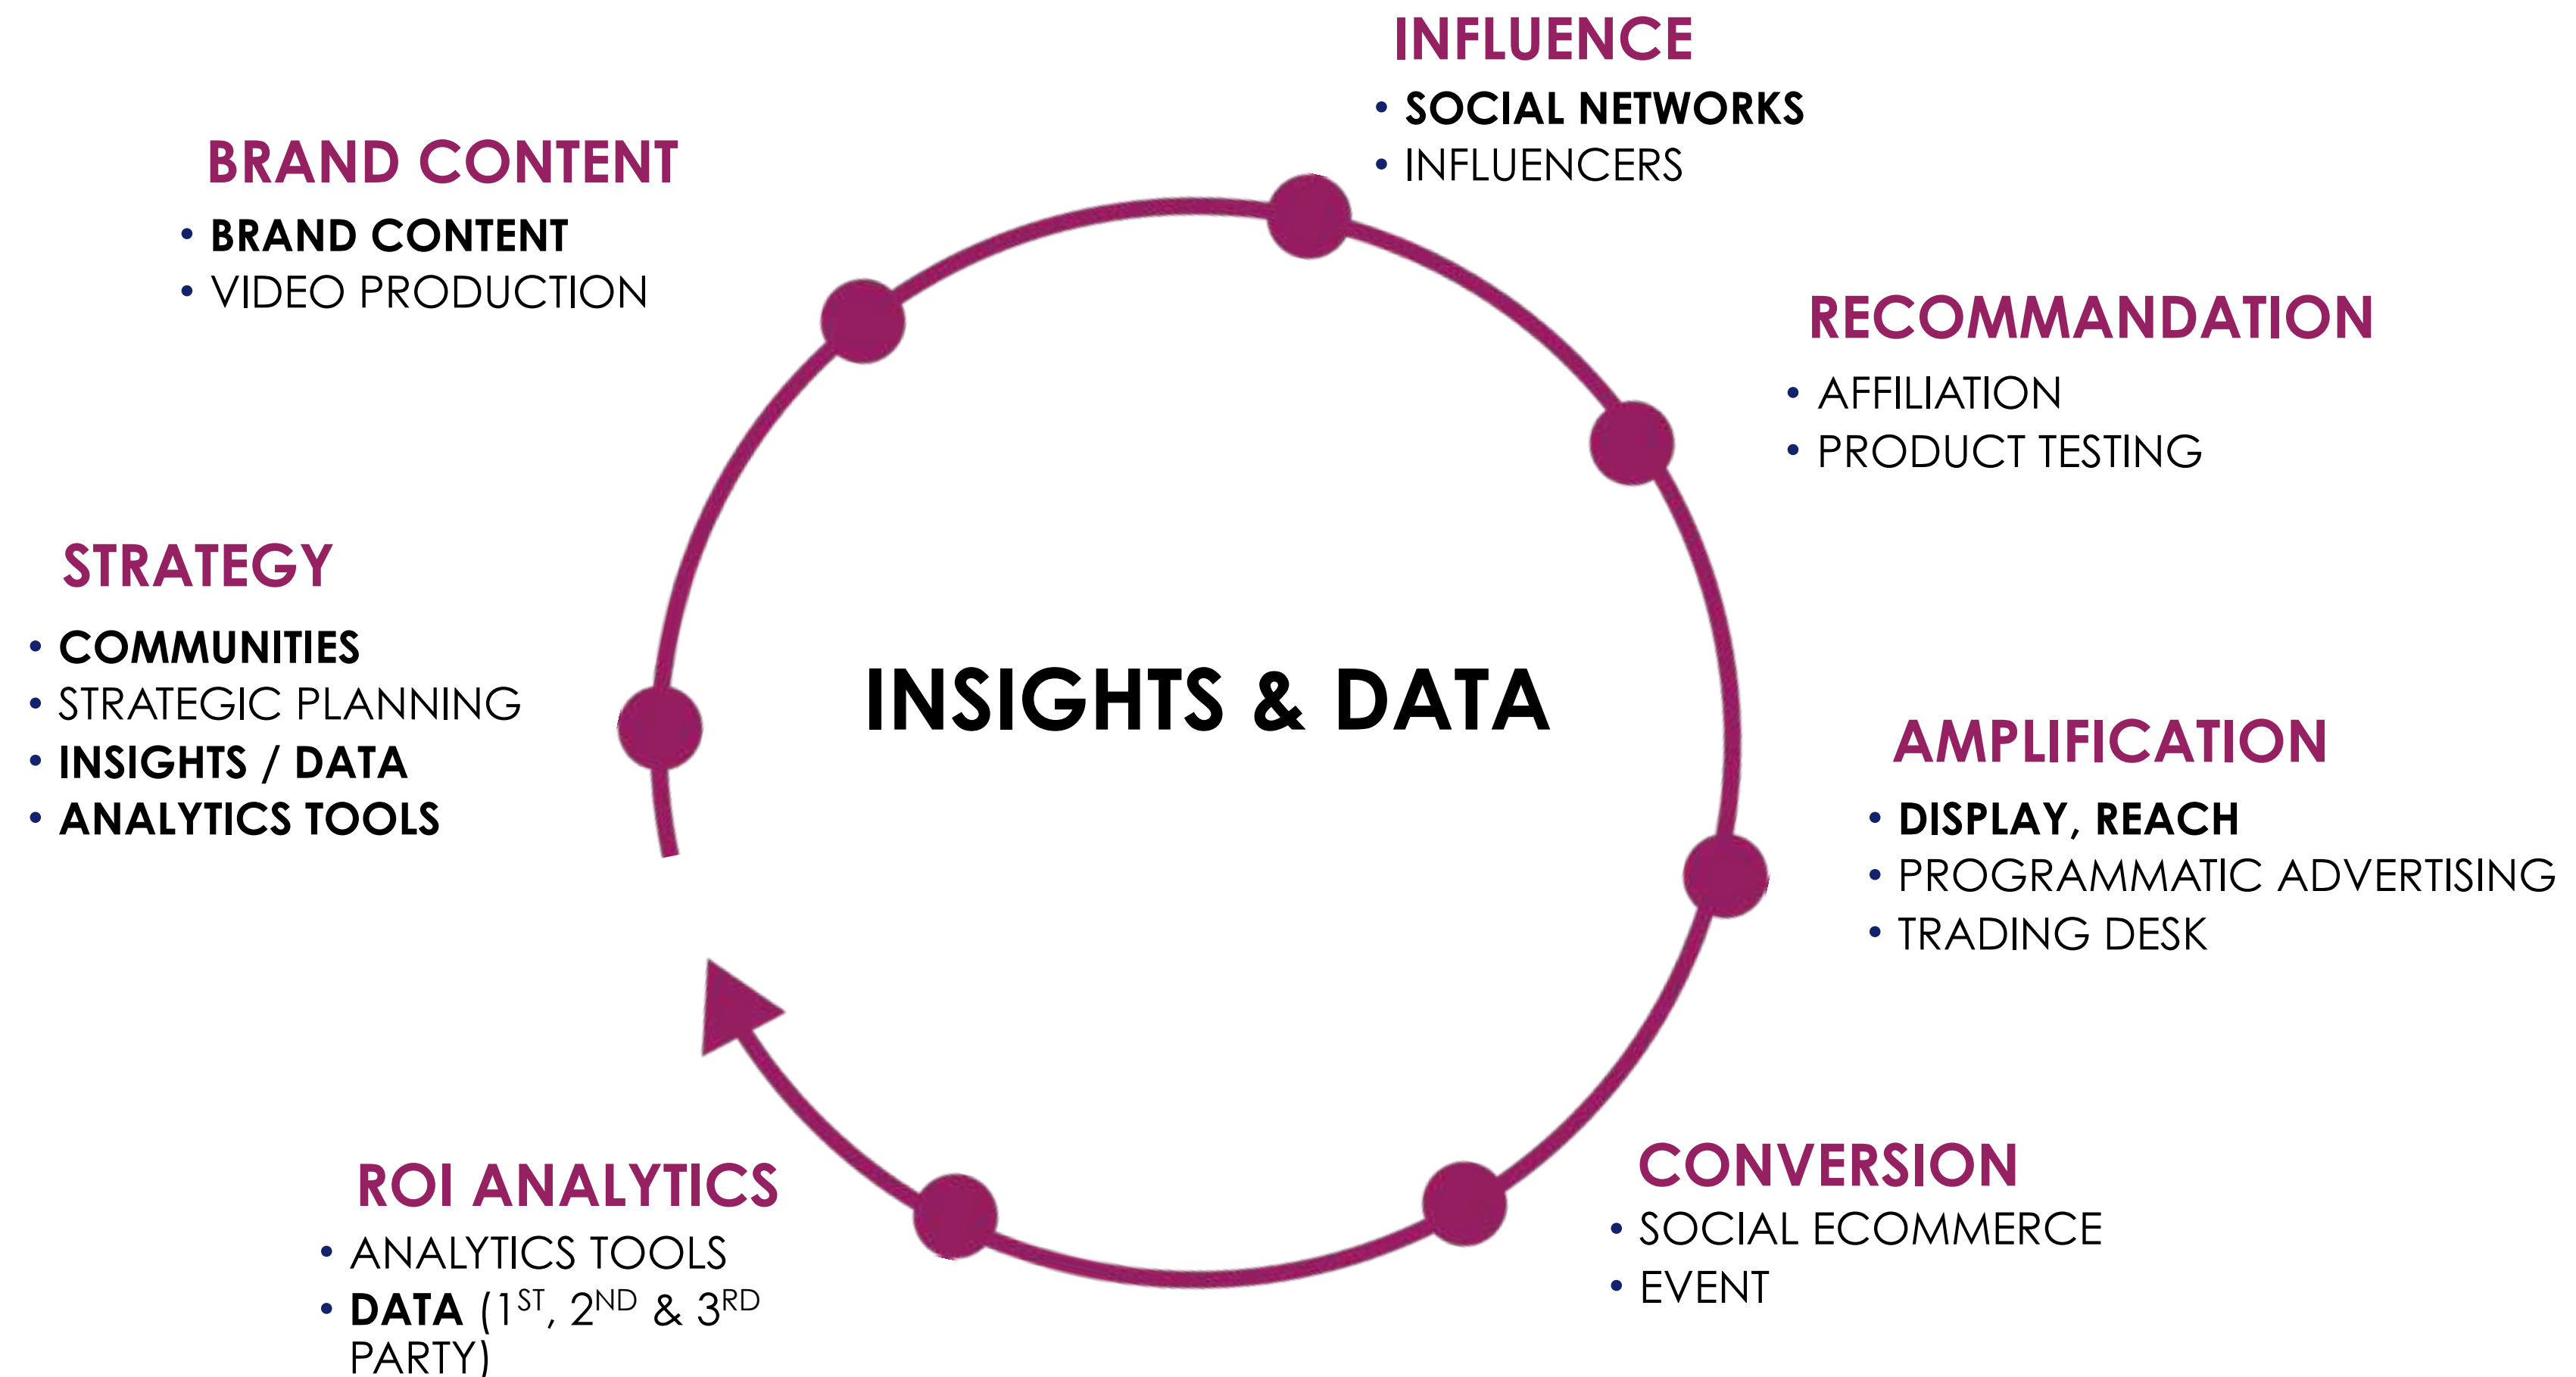 INFLUENCE
• SOCIAL NETWORKS
• INFLUENCERS
BRAND CONTENT
• BRAND CONTENT
• VIDEO PRODUCTION
RECOMMANDATION
• AFFILIATION
• PRODUCT TESTING
STRATEGY
• COMMUNITIES
• STRATEGIC PLANNING
• INSIGHTS / DATA
• ANALYTICS TOOLS
INSIGHTS & DATA
AMPLIFICATION
• DISPLAY, REACH
• PROGRAMMATIC ADVERTISING
• TRADING DESK
CONVERSION
• SOCIAL ECOMMERCE
• EVENT
ROI ANALYTICS
• ANALYTICS TOOLS
• DATA (1ST, 2ND & 3RD
PARTY)